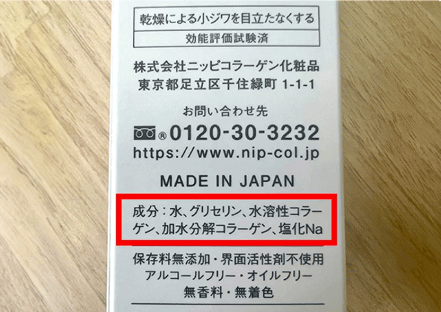 乾燥による小ジワを目立たなくする
効能評価試験済
株式会社ニッピコラーゲン化粧品
東京都足立区千住緑町 1-1-1
お問い合わせ先
®0120-30-3232
https://www.nip-col.jp
MADE IN JAPAN
成分：水、グリセリン、水溶性コラー
ゲン、加水分解コラーゲン、塩化Na
保存料無添加・界面活性剤不使用
アルコールフリー・オイルフリー
無香料・無着色